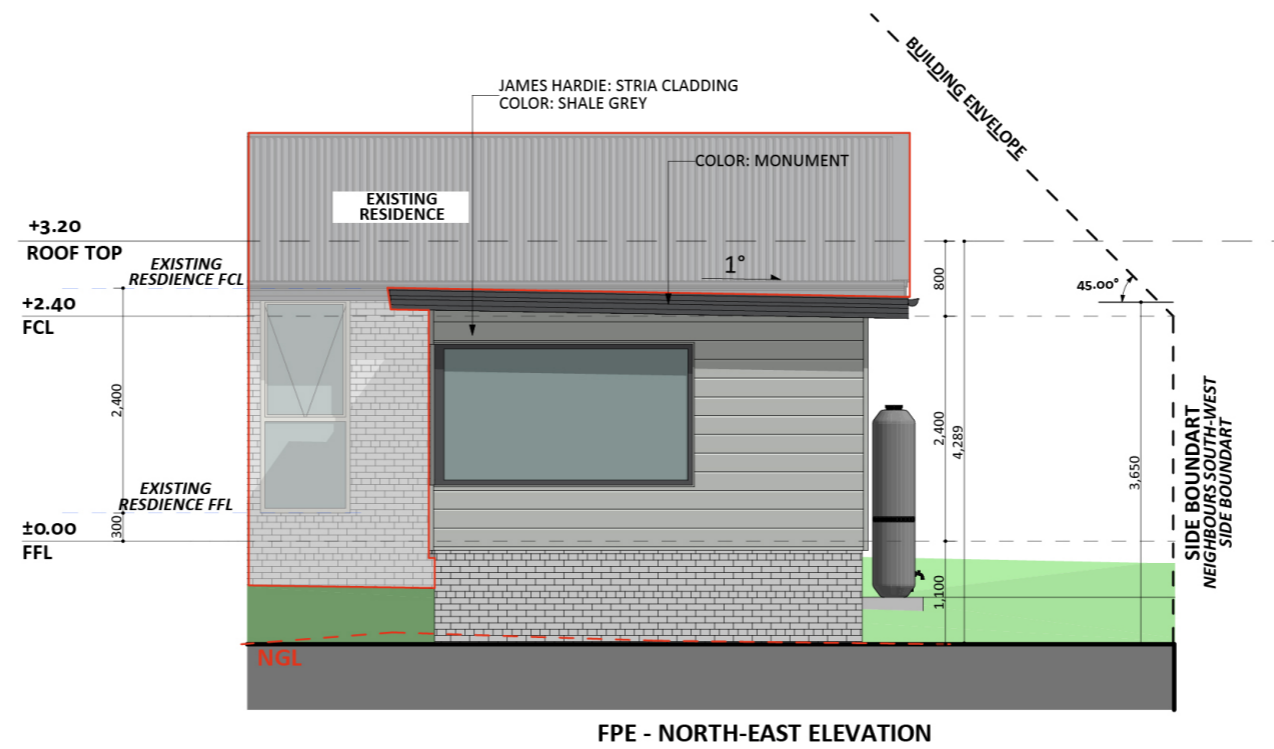 BUILDING ENVELOPE
JAMES HARDIE: STRIA CLADDING
COLOR: SHALE GREY
COLOR: MONUMENT
EXISTING
RESIDENCE
+3.20
ROOF TOP
EXISTING
RESDIENCE FCL
1°
800
45.00°
+2.40
FCL
2,400
2,400
4,289
3,650
SIDE BOUNDART
NEIGHBOURS SOUTH-WEST
SIDE BOUNDART
EXISTING
RESDIENCE FFL
300
±0.00
FFL
1,100
NGL
FPE - NORTH-EAST ELEVATION